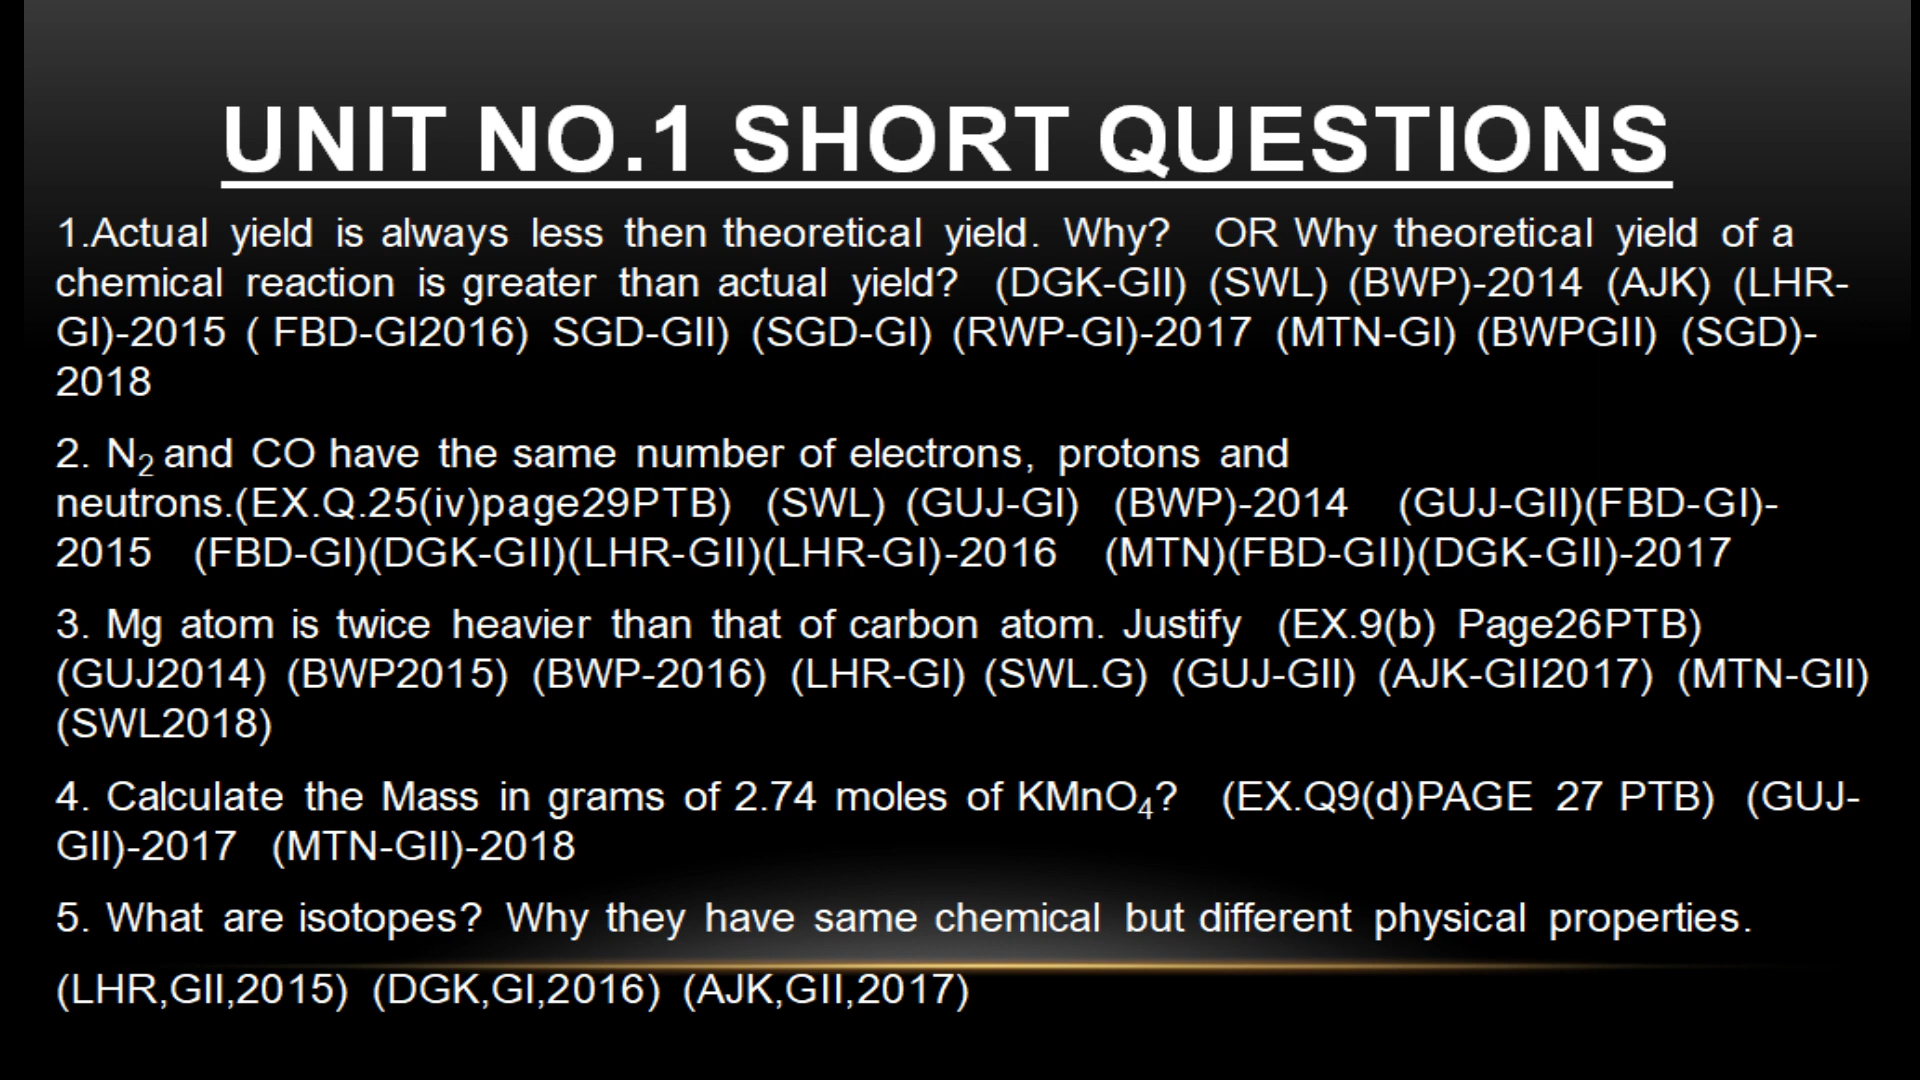 UNIT NO.1 SHORT QUESTIONS
1.Actual yield is always less then theoretical yield. Why? OR Why theoretical yield of a
chemical reaction is greater than actual yield? (DGK-GII) (SWL) (BWP)-2014 (AJK) (LHR-
GI)-2015 ( FBD-GI2016) SGD-GII) (SGD-GI) (RWP-GI)-2017 (MTN-GI) (BWPGII) (SGD)-
2018
2. N₂ and CO have the same number of electrons, protons and
neutrons.(EX.Q.25(iv)page29PTB) (SWL) (GUJ-GI) (BWP)-2014 (GUJ-GII)(FBD-GI)-
2015 (FBD-GI)(DGK-GII)(LHR-GII)(LHR-GI)-2016 (MTN)(FBD-GII)(DGK-GII)-2017
3. Mg atom is twice heavier than that of carbon atom. Justify (EX.9(b) Page26PTB)
(GUJ2014) (BWP2015) (BWP-2016) (LHR-GI) (SWL.G) (GUJ-GII) (AJK-GII2017) (MTN-GII)
(SWL2018)
4. Calculate the Mass in grams of 2.74 moles of KMnO₄? (EX.Q9(d)PAGE 27 PTB) (GUJ-
GII)-2017 (MTN-GII)-2018
5. What are isotopes? Why they have same chemical but different physical properties.
(LHR,GII,2015) (DGK,GI,2016) (AJK,GII,2017)